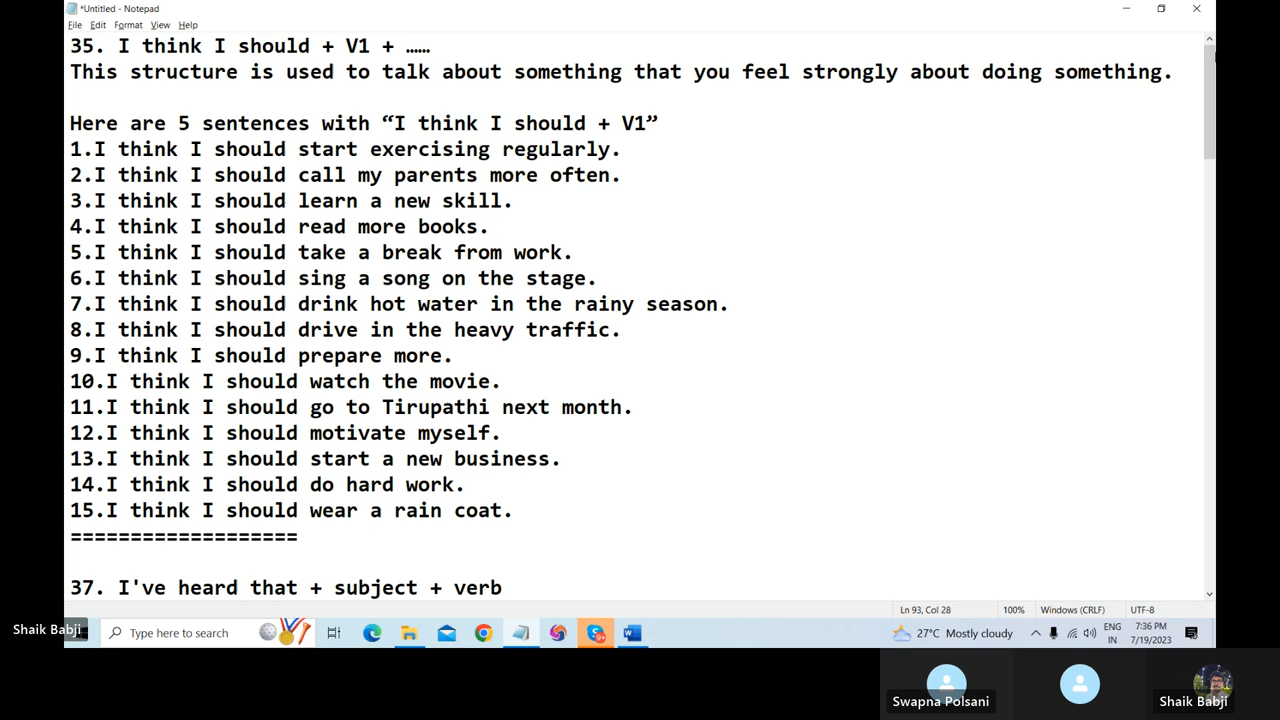 *Untitled - Notepad
File Edit Format View Help
35. I think I should + V1 + ……
This structure is used to talk about something that you feel strongly about doing something.
Here are 5 sentences with “I think I should + V1”
1.I think I should start exercising regularly.
2.I think I should call my parents more often.
3.I think I should learn a new skill.
4.I think I should read more books.
5.I think I should take a break from work.
6.I think I should sing a song on the stage.
7.I think I should drink hot water in the rainy season.
8.I think I should drive in the heavy traffic.
9.I think I should prepare more.
10.I think I should watch the movie.
11.I think I should go to Tirupathi next month.
12.I think I should motivate myself.
13.I think I should start a new business.
14.I think I should do hard work.
15.I think I should wear a rain coat.
===================
37. I've heard that + subject + verb
Ln 93, Col 28 100% Windows (CRLF) UTF-8
Shaik Babji
Type here to search
27°C Mostly cloudy
ENG
IN
7:36 PM
7/19/2023
Swapna Polsani
Shaik Babji